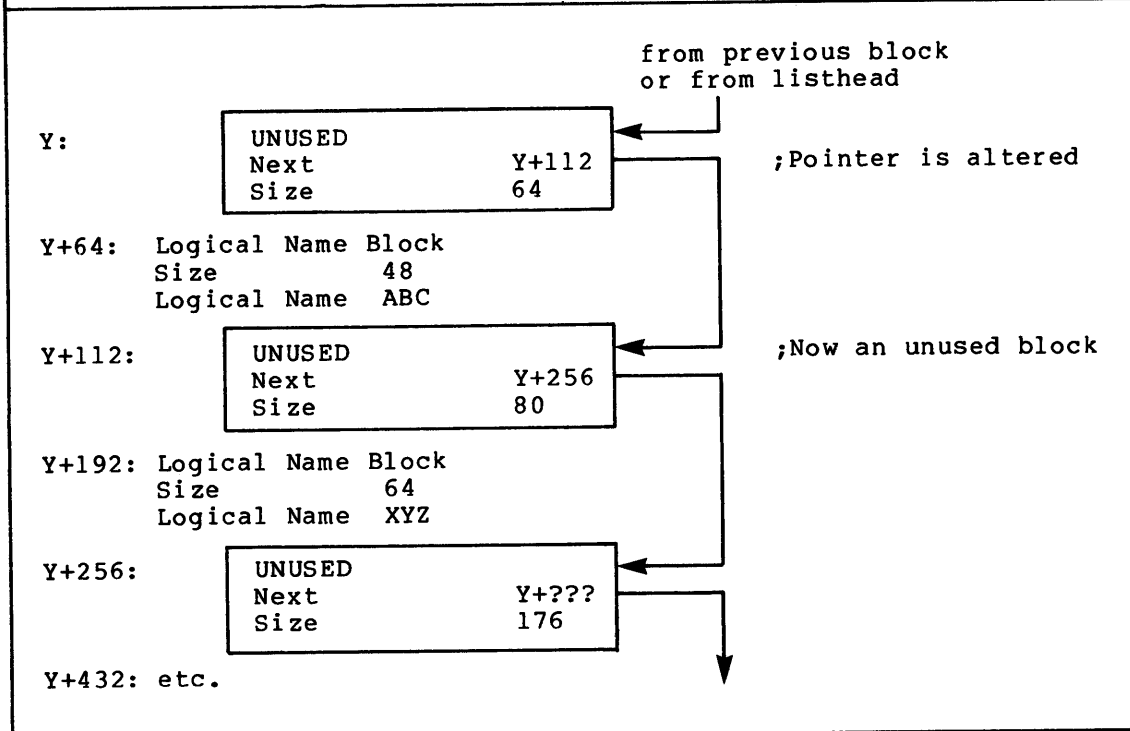 from previous block
or from listhead
Y: UNUSED
Next Y+112 ;Pointer is altered
Size 64
Y+64: Logical Name Block
Size 48
Logical Name ABC
Y+112: UNUSED ;Now an unused block
Next Y+256
Size 80
Y+192: Logical Name Block
Size 64
Logical Name XYZ
Y+256: UNUSED
Next Y+???
Size 176
Y+432: etc.